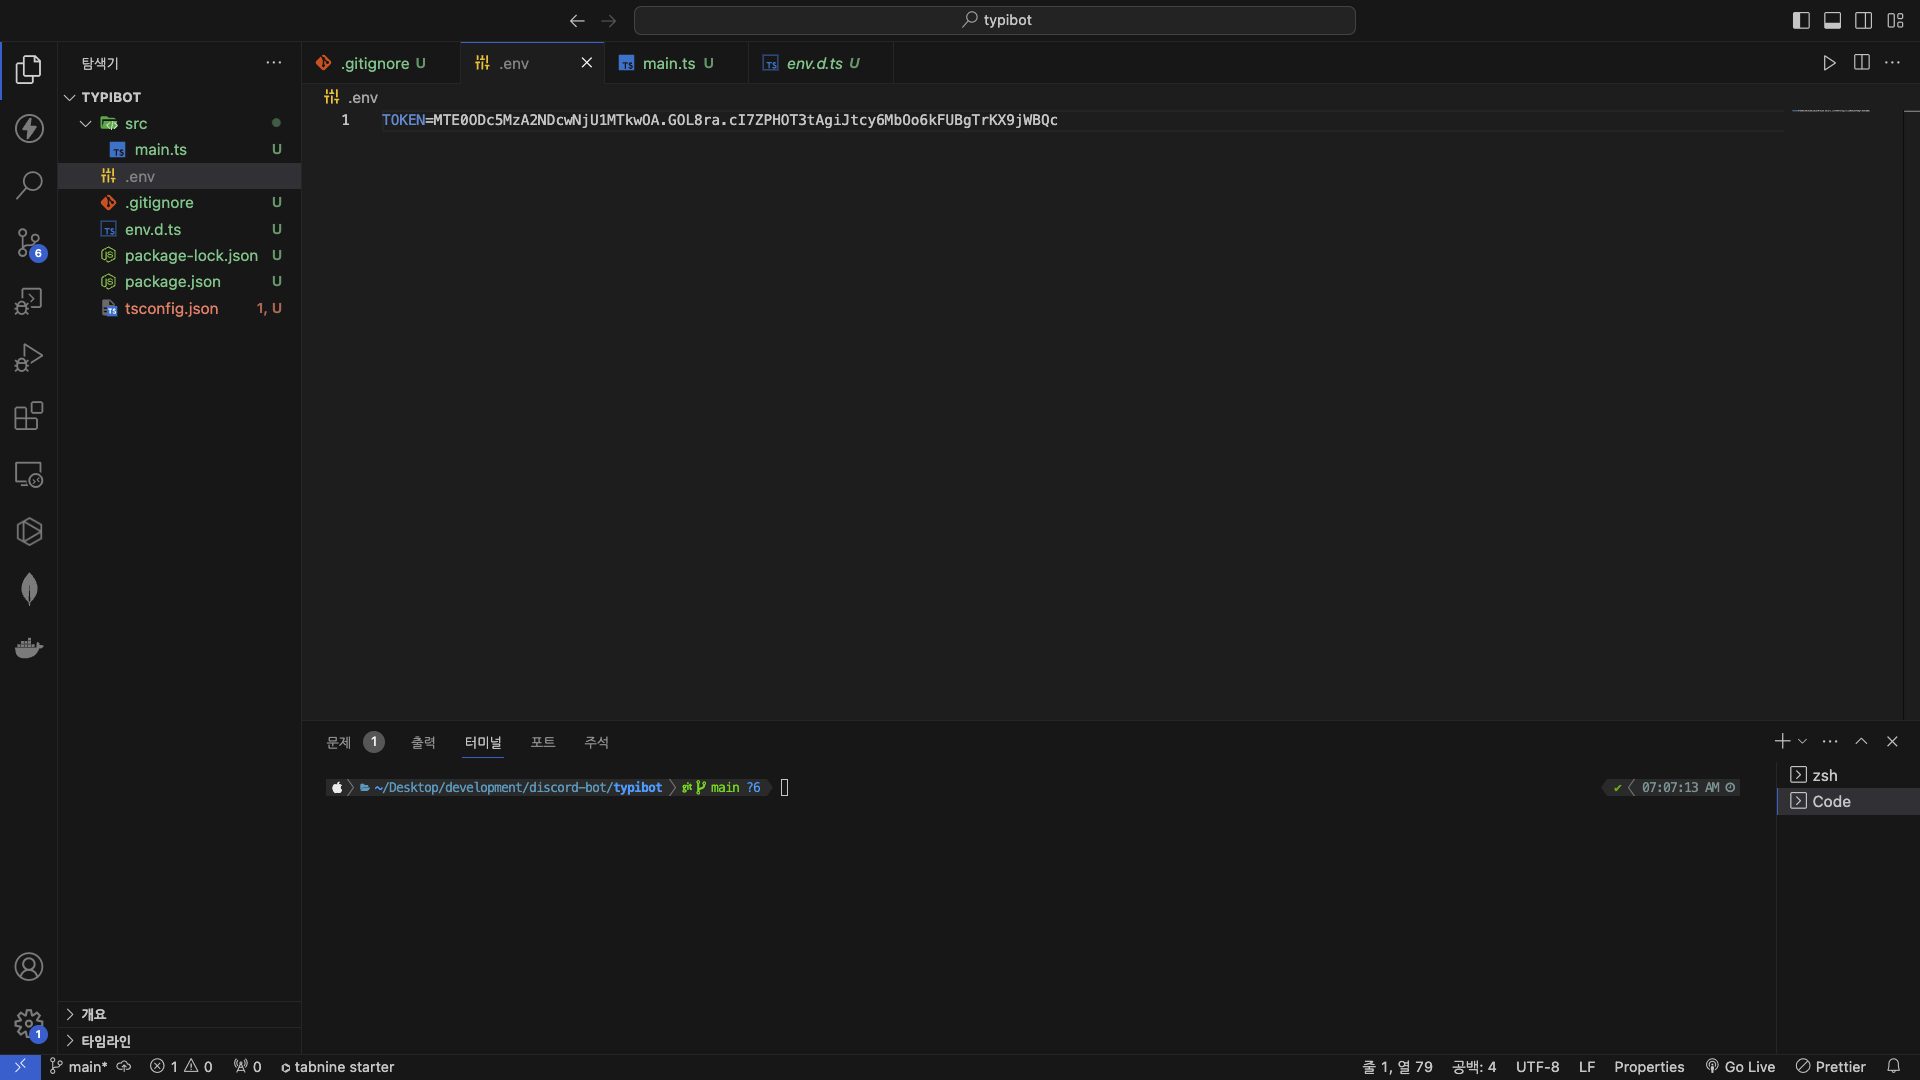 typibot
탐색기
.gitignore U
.env
main.ts U
env.d.ts U
TYPIBOT
.env
src
1 TOKEN=MTE0ODc5MzA2NDcwNjU1MTkwOA.GOL8ra.cI7ZPHOT3tAgiJtcy6MbOo6kFUBgTrKX9jWBQc
main.ts U
.env
.gitignore U
env.d.ts U
package-lock.json U
package.json U
tsconfig.json 1, U
6
문제 1 출력 터미널 포트 주석
~/Desktop/development/discord-bot/typibot git main ?6
07:07:13 AM
zsh
Code
개요
타임라인
1
main* 1 0 0 tabnine starter
줄 1, 열 79 공백: 4 UTF-8 LF Properties Go Live Prettier